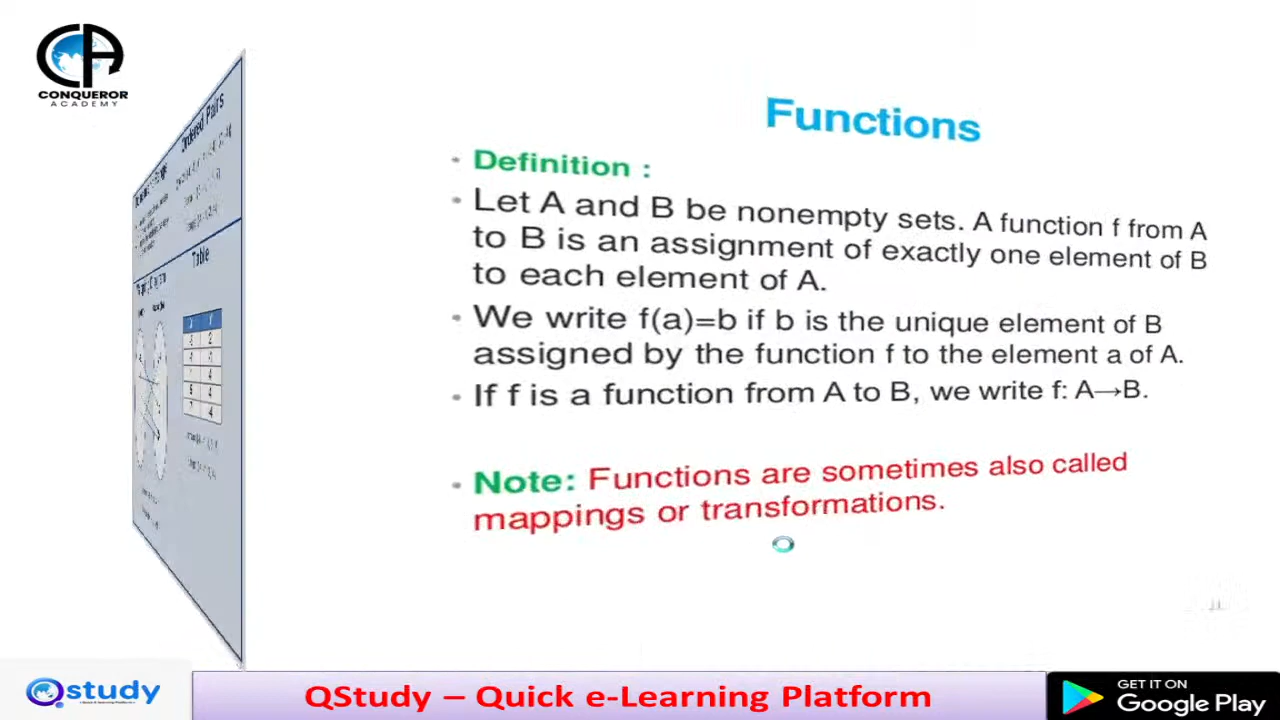 CONQUEROR
ACADEMY
Ordered Pairs
Table
Functions
• Definition :
• Let A and B be nonempty sets. A function f from A
to B is an assignment of exactly one element of B
to each element of A.
• We write f(a)=b if b is the unique element of B
assigned by the function f to the element a of A.
• If f is a function from A to B, we write f: A→B.
• Note: Functions are sometimes also called
mappings or transformations.
Qstudy
QStudy – Quick e-Learning Platform
GET IT ON
Google Play